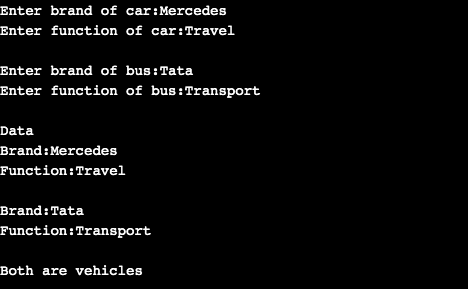 Enter brand of car:Mercedes
Enter function of car:Travel
Enter brand of bus:Tata
Enter function of bus:Transport
Data
Brand:Mercedes
Function:Travel
Brand:Tata
Function:Transport
Both are vehicles